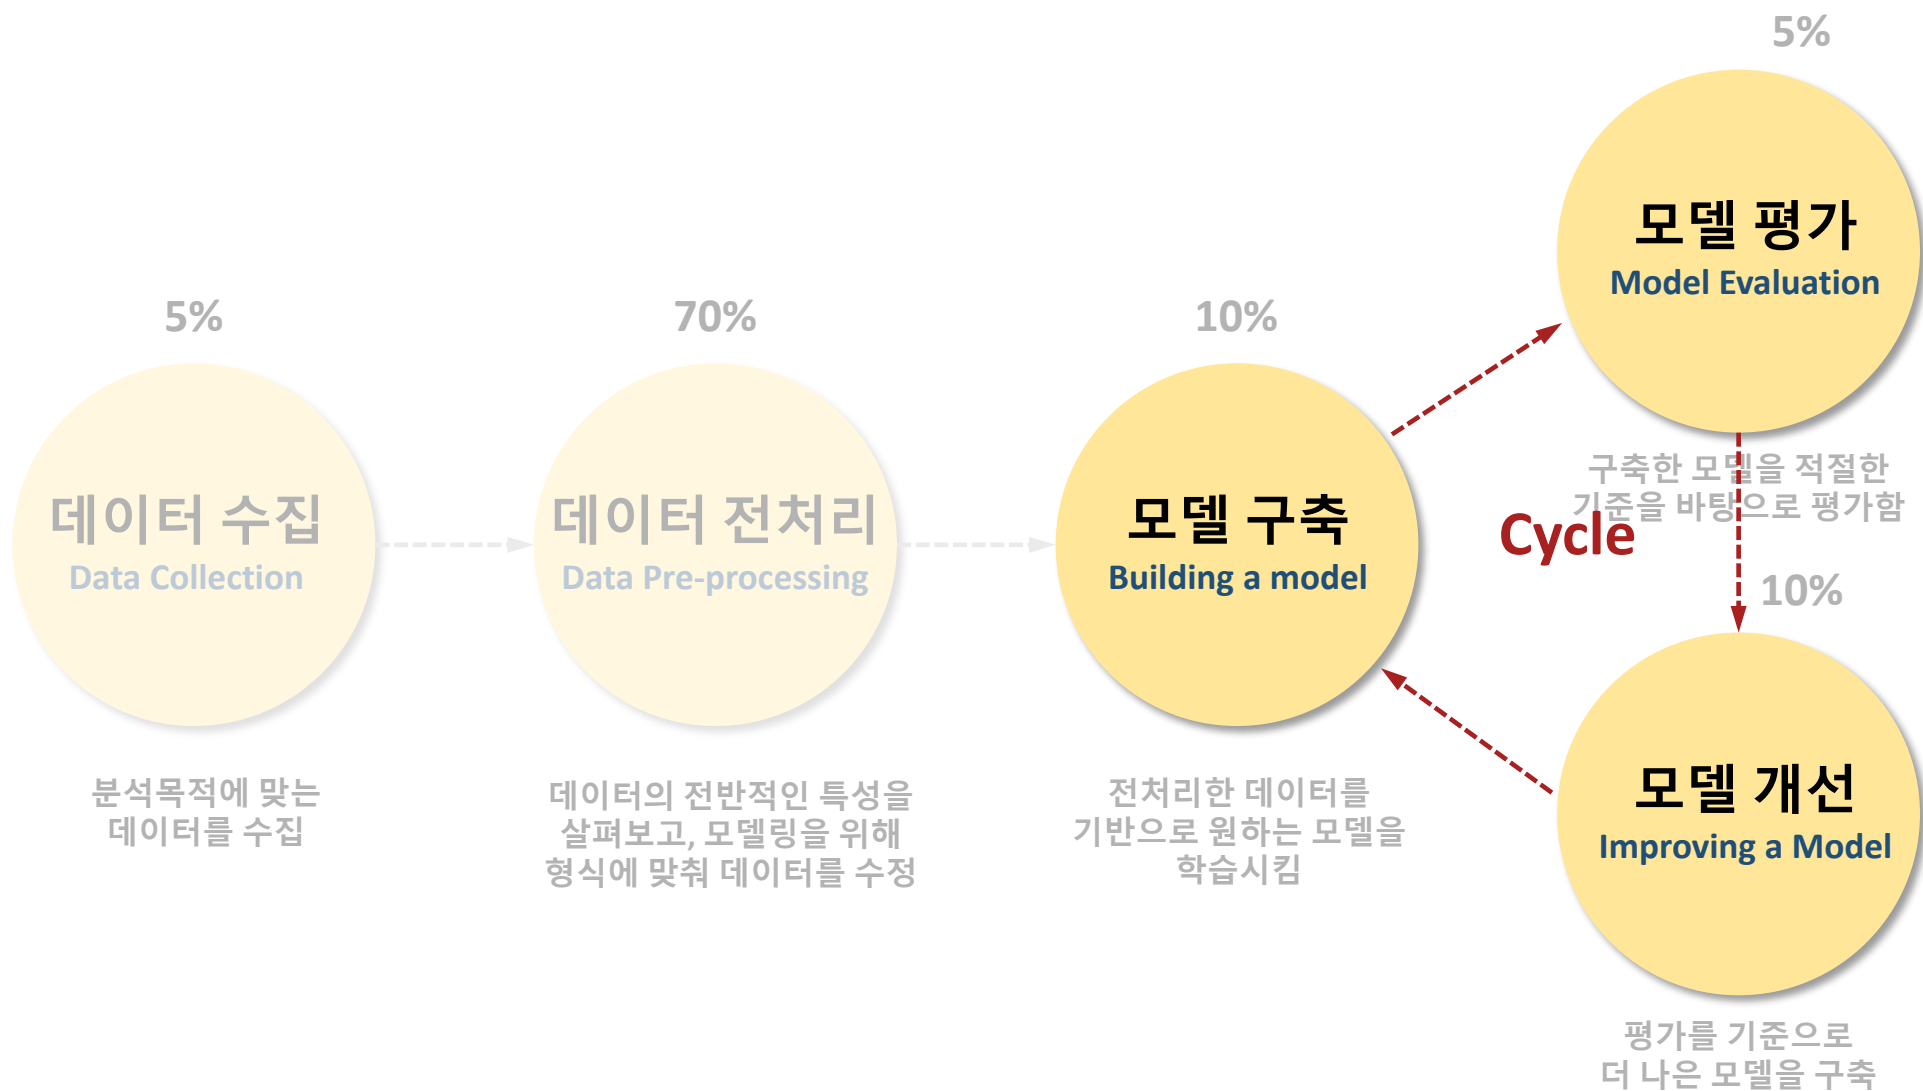 5%
데이터 수집
Data Collection
분석목적에 맞는
데이터를 수집
70%
데이터 전처리
Data Pre-processing
데이터의 전반적인 특성을
살펴보고, 모델링을 위해
형식에 맞춰 데이터를 수정
10%
모델 구축
Building a model
전처리한 데이터를
기반으로 원하는 모델을
학습시킴
Cycle
5%
모델 평가
Model Evaluation
구축한 모델을 적절한
기준을 바탕으로 평가함
10%
모델 개선
Improving a Model
평가를 기준으로
더 나은 모델을 구축